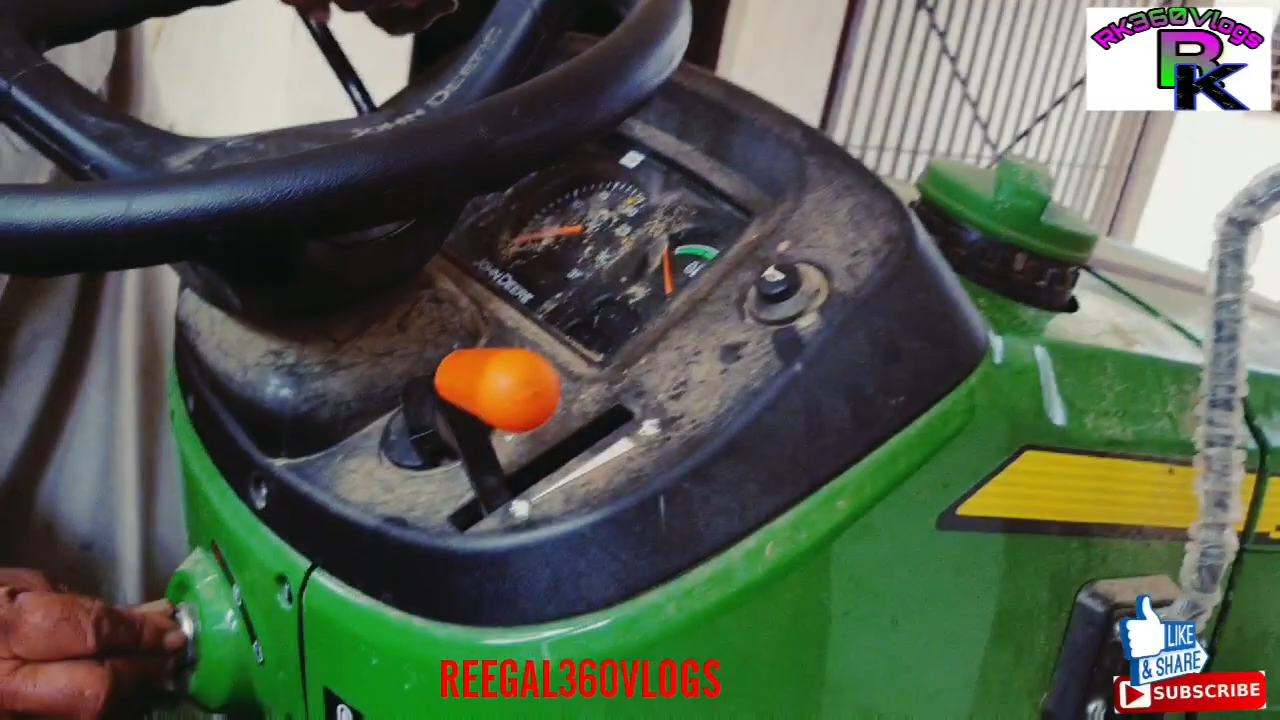 RK360Vlogs
RK
JOHN DEERE
JOHN DEERE
LIKE
& SHARE
SUBSCRIBE
REEGAL360VLOGS